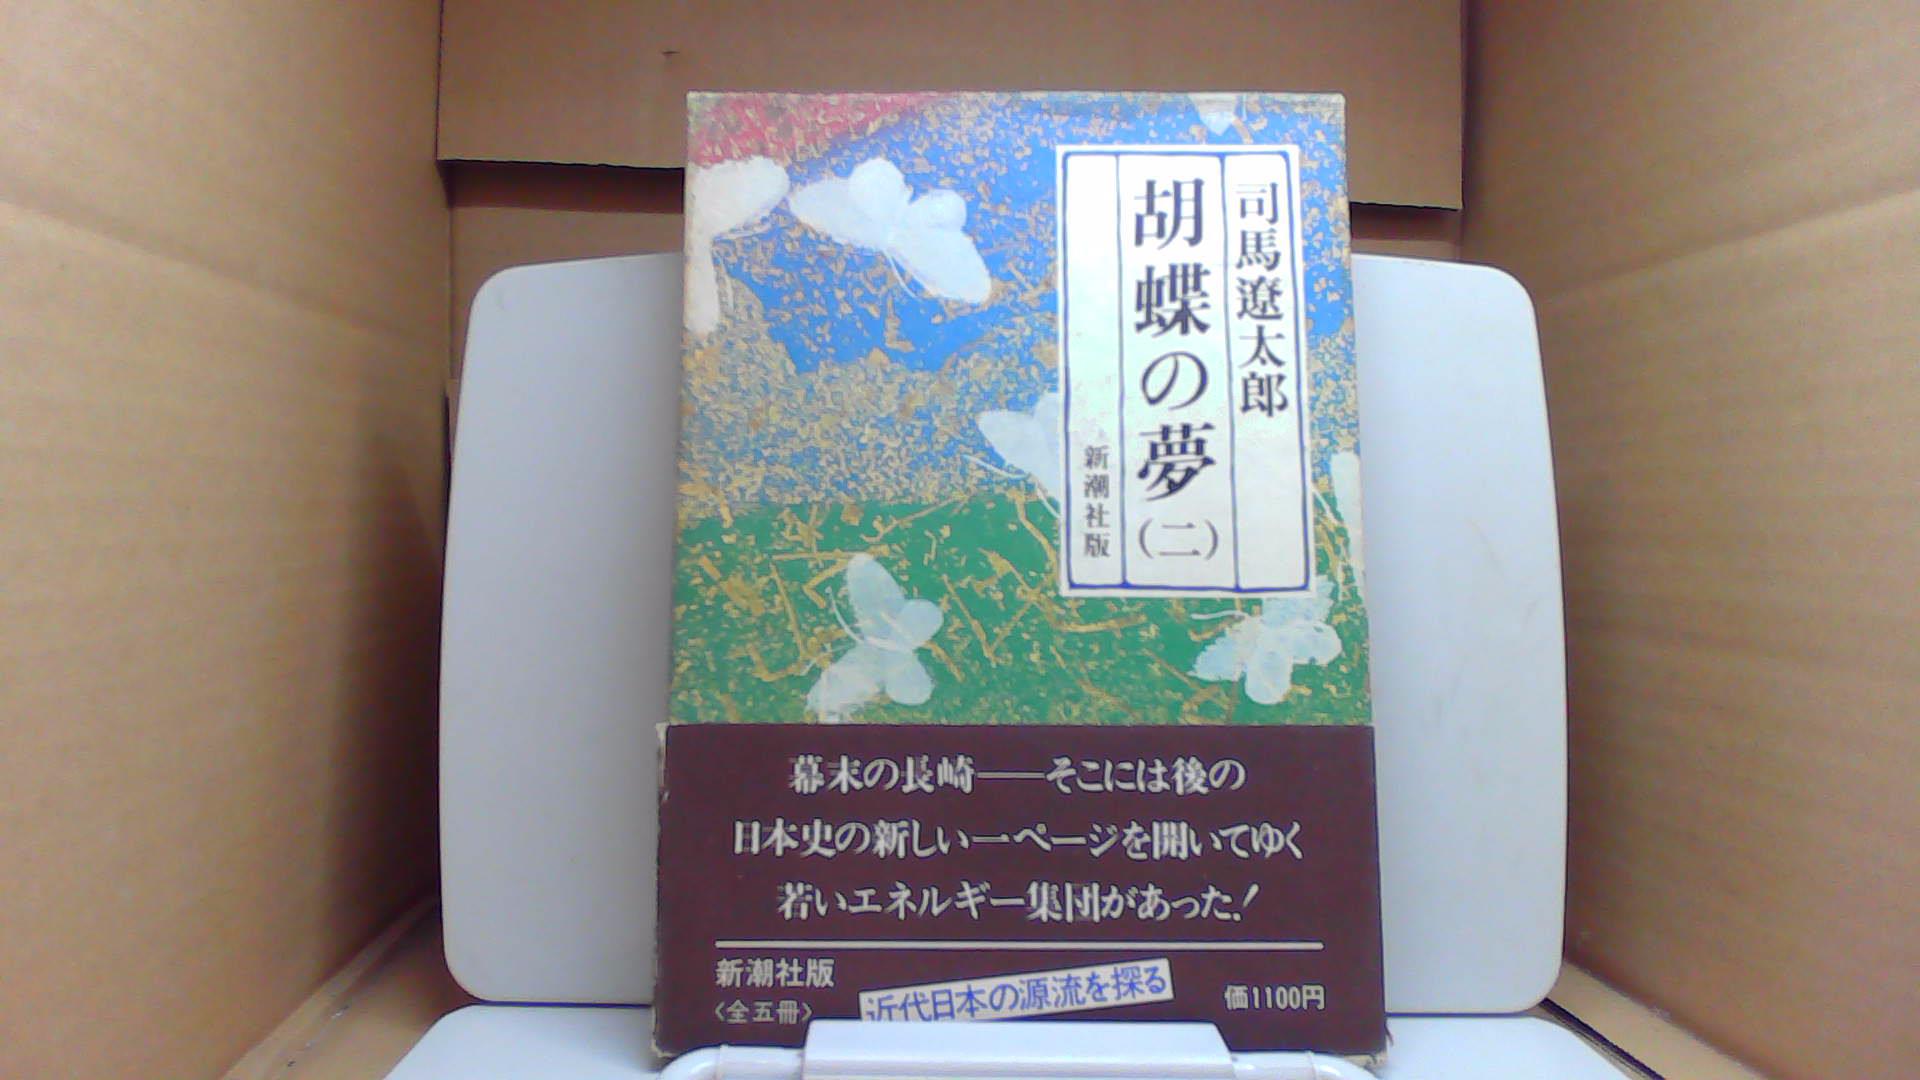 司馬遼太郎
胡蝶の夢(二)
新潮社版
幕末の長崎――そこには後の
日本史の新しい一ページを開いてゆく
若いエネルギー集団があった!
新潮社版
〈全五冊〉
近代日本の源流を探る
価1100円